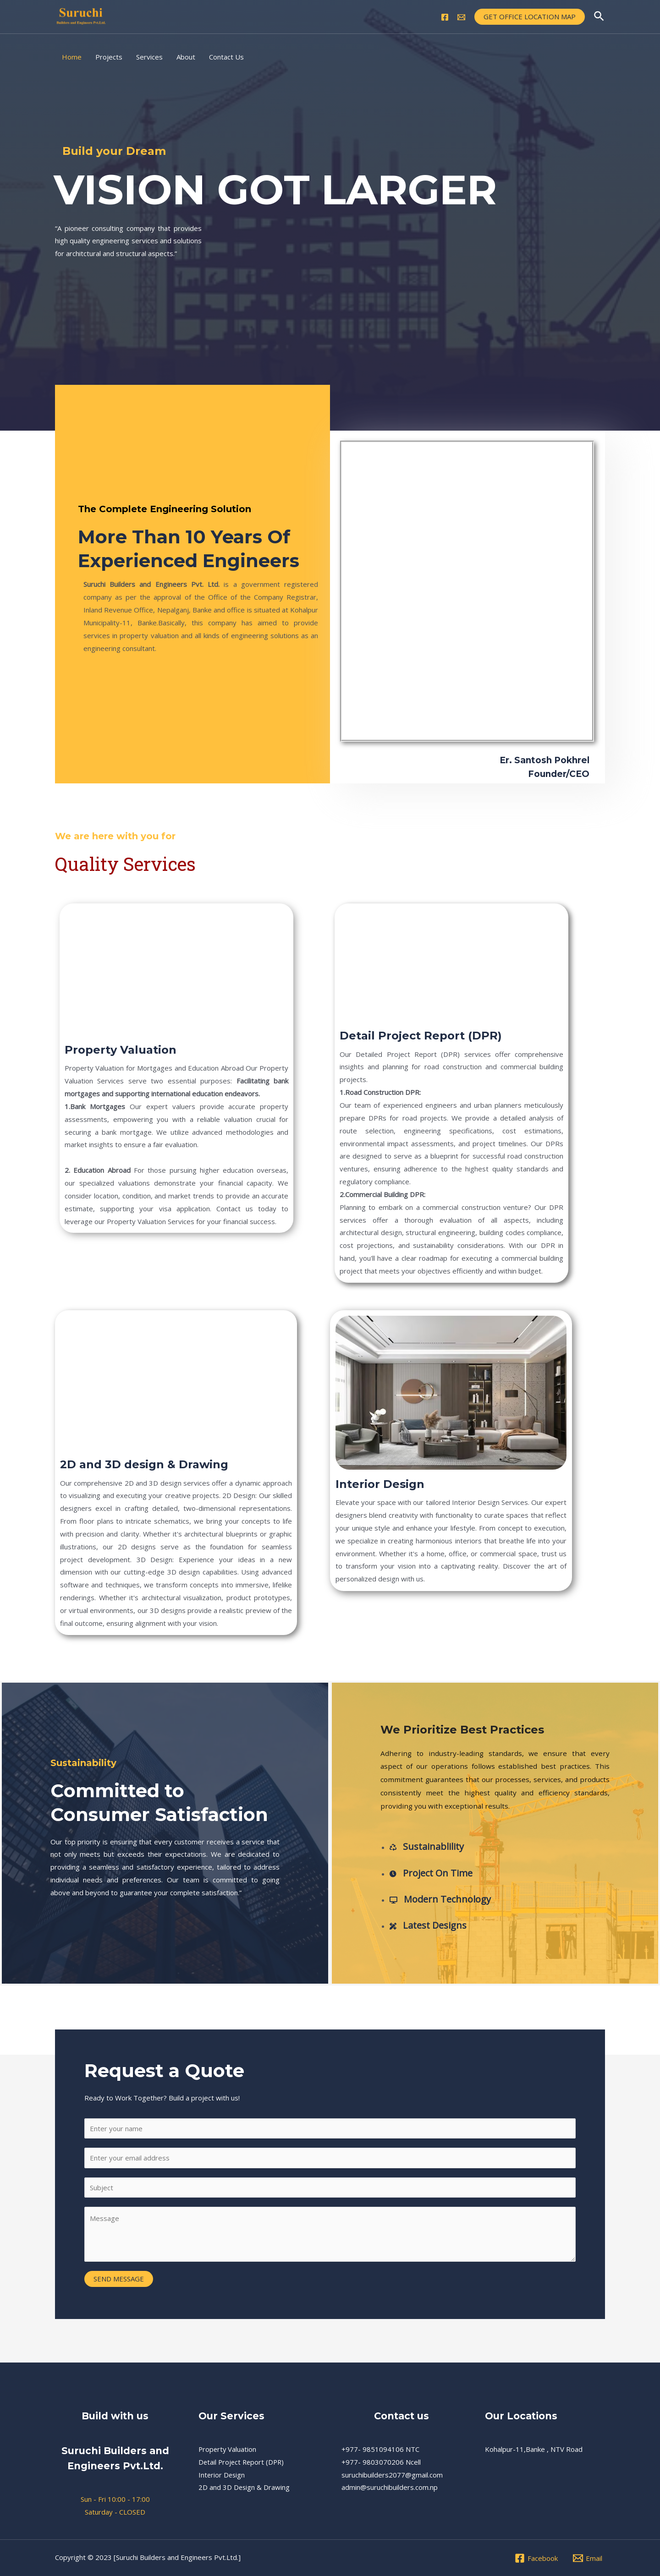 Suruchi
Builders and Engineers Pvt.Ltd.
GET OFFICE LOCATION MAP
Home Projects Services About Contact Us
Build your Dream
VISION GOT LARGER
"A pioneer consulting company that provides
high quality engineering services and solutions
for architctural and structural aspects."
The Complete Engineering Solution
More Than 10 Years Of
Experienced Engineers
Suruchi Builders and Engineers Pvt. Ltd. is a government registered
company as per the approval of the Office of the Company Registrar,
Inland Revenue Office, Nepalganj, Banke and office is situated at Kohalpur
Municipality-11, Banke.Basically, this company has aimed to provide
services in property valuation and all kinds of engineering solutions as an
engineering consultant.
Er. Santosh Pokhrel
Founder/CEO
We are here with you for
Quality Services
Property Valuation
Property Valuation for Mortgages and Education Abroad Our Property
Valuation Services serve two essential purposes: Facilitating bank
mortgages and supporting international education endeavors.
1.Bank Mortgages Our expert valuers provide accurate property
assessments, empowering you with a reliable valuation crucial for
securing a bank mortgage. We utilize advanced methodologies and
market insights to ensure a fair evaluation.
2. Education Abroad For those pursuing higher education overseas,
our specialized valuations demonstrate your financial capacity. We
consider location, condition, and market trends to provide an accurate
estimate, supporting your visa application. Contact us today to
leverage our Property Valuation Services for your financial success.
Detail Project Report (DPR)
Our Detailed Project Report (DPR) services offer comprehensive
insights and planning for road construction and commercial building
projects.
1.Road Construction DPR:
Our team of experienced engineers and urban planners meticulously
prepare DPRs for road projects. We provide a detailed analysis of
route selection, engineering specifications, cost estimations,
environmental impact assessments, and project timelines. Our DPRs
are designed to serve as a blueprint for successful road construction
ventures, ensuring adherence to the highest quality standards and
regulatory compliance.
2.Commercial Building DPR:
Planning to embark on a commercial construction venture? Our DPR
services offer a thorough evaluation of all aspects, including
architectural design, structural engineering, building codes compliance,
cost projections, and sustainability considerations. With our DPR in
hand, you'll have a clear roadmap for executing a commercial building
project that meets your objectives efficiently and within budget.
2D and 3D design & Drawing
Our comprehensive 2D and 3D design services offer a dynamic approach
to visualizing and executing your creative projects. 2D Design: Our skilled
designers excel in crafting detailed, two-dimensional representations.
From floor plans to intricate schematics, we bring your concepts to life
with precision and clarity. Whether it's architectural blueprints or graphic
illustrations, our 2D designs serve as the foundation for seamless
project development. 3D Design: Experience your ideas in a new
dimension with our cutting-edge 3D design capabilities. Using advanced
software and techniques, we transform concepts into immersive, lifelike
renderings. Whether it's architectural visualization, product prototypes,
or virtual environments, our 3D designs provide a realistic preview of the
final outcome, ensuring alignment with your vision.
Interior Design
Elevate your space with our tailored Interior Design Services. Our expert
designers blend creativity with functionality to curate spaces that reflect
your unique style and enhance your lifestyle. From concept to execution,
we specialize in creating harmonious interiors that breathe life into your
environment. Whether it's a home, office, or commercial space, trust us
to transform your vision into a captivating reality. Discover the art of
personalized design with us.
Sustainability
Committed to
Consumer Satisfaction
Our top priority is ensuring that every customer receives a service that
not only meets but exceeds their expectations. We are dedicated to
providing a seamless and satisfactory experience, tailored to address
individual needs and preferences. Our team is committed to going
above and beyond to guarantee your complete satisfaction."
We Prioritize Best Practices
Adhering to industry-leading standards, we ensure that every
aspect of our operations follows established best practices. This
commitment guarantees that our processes, services, and products
consistently meet the highest quality and efficiency standards,
providing you with exceptional results.
Sustainablility
Project On Time
Modern Technology
Latest Designs
Request a Quote
Ready to Work Together? Build a project with us!
Enter your name
Enter your email address
Subject
Message
SEND MESSAGE
Build with us
Suruchi Builders and
Engineers Pvt.Ltd.
Sun - Fri 10:00 - 17:00
Saturday - CLOSED
Our Services
Property Valuation
Detail Project Report (DPR)
Interior Design
2D and 3D Design & Drawing
Contact us
+977- 9851094106 NTC
+977- 9803070206 Ncell
suruchibuilders2077@gmail.com
admin@suruchibuilders.com.np
Our Locations
Kohalpur-11,Banke , NTV Road
Copyright © 2023 [Suruchi Builders and Engineers Pvt.Ltd.]
Facebook Email